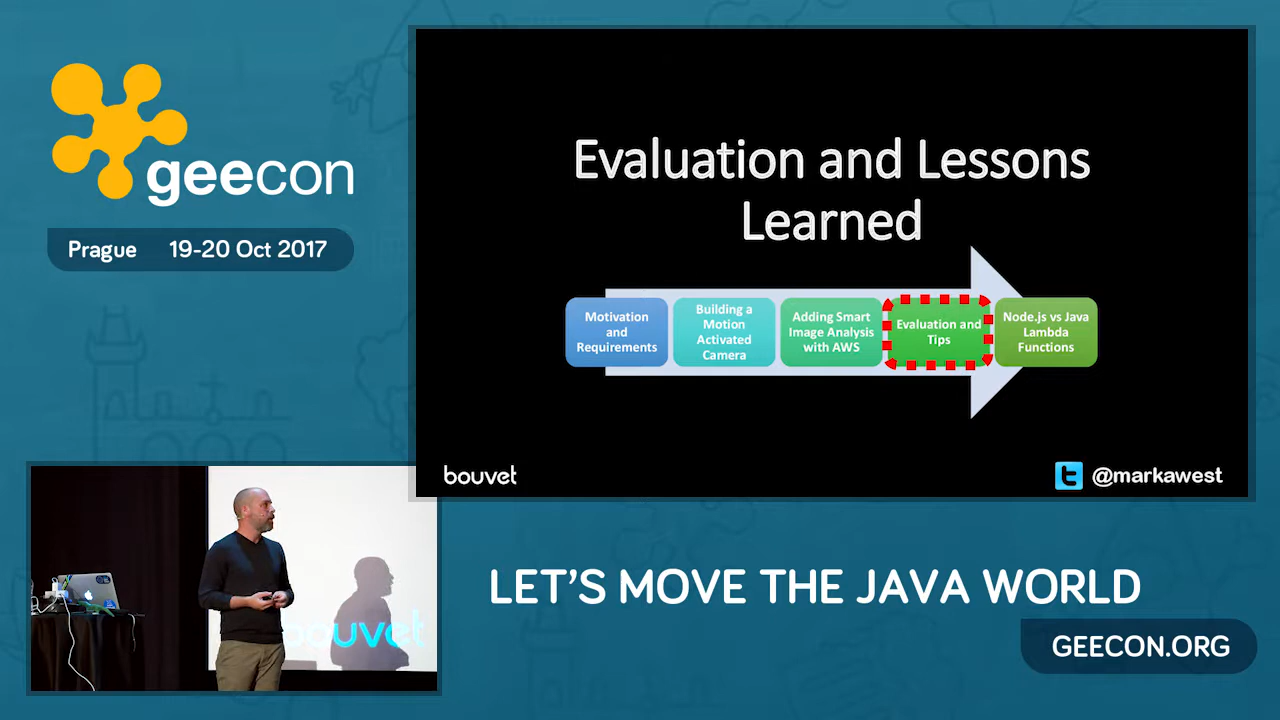 geecon
Prague 19-20 Oct 2017
Evaluation and Lessons
Learned
Motivation
and
Requirements
Building a
Motion
Activated
Camera
Adding Smart
Image Analysis
with AWS
Evaluation and
Tips
Node.js vs Java
Lambda
Functions
bouvet
@markawest
bouvet
LET'S MOVE THE JAVA WORLD
GEECON.ORG